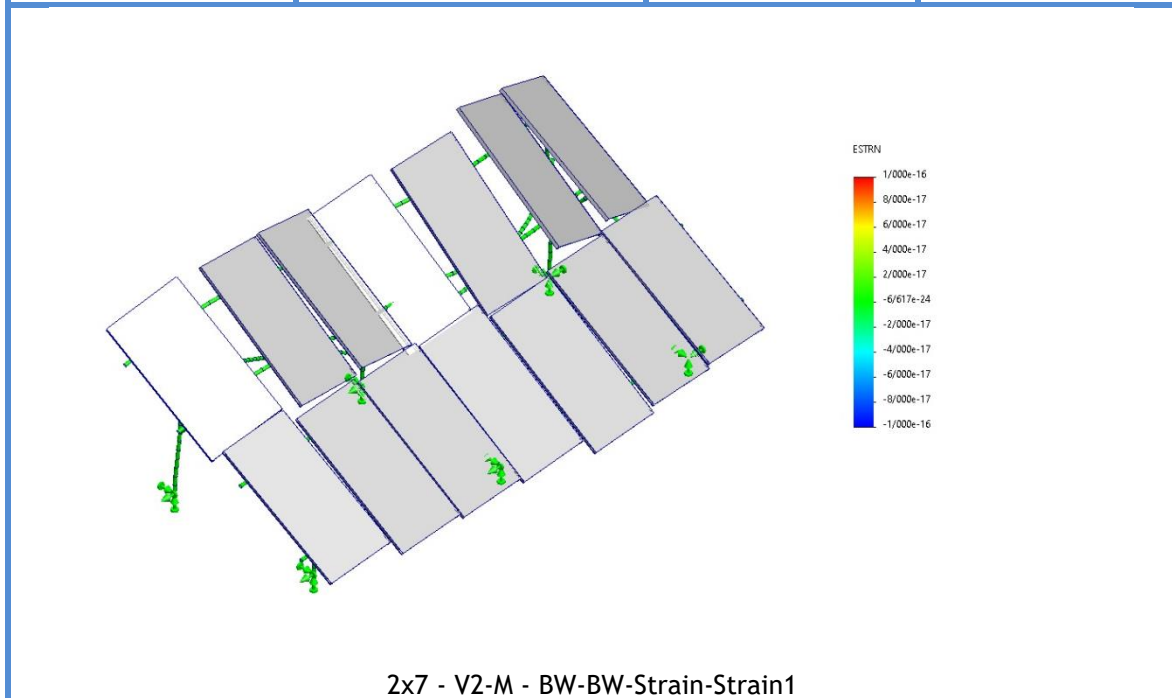 ESTRN
1/000e-16
8/000e-17
6/000e-17
4/000e-17
2/000e-17
-6/617e-24
-2/000e-17
-4/000e-17
-6/000e-17
-8/000e-17
-1/000e-16
2x7 - V2-M - BW-BW-Strain-Strain1